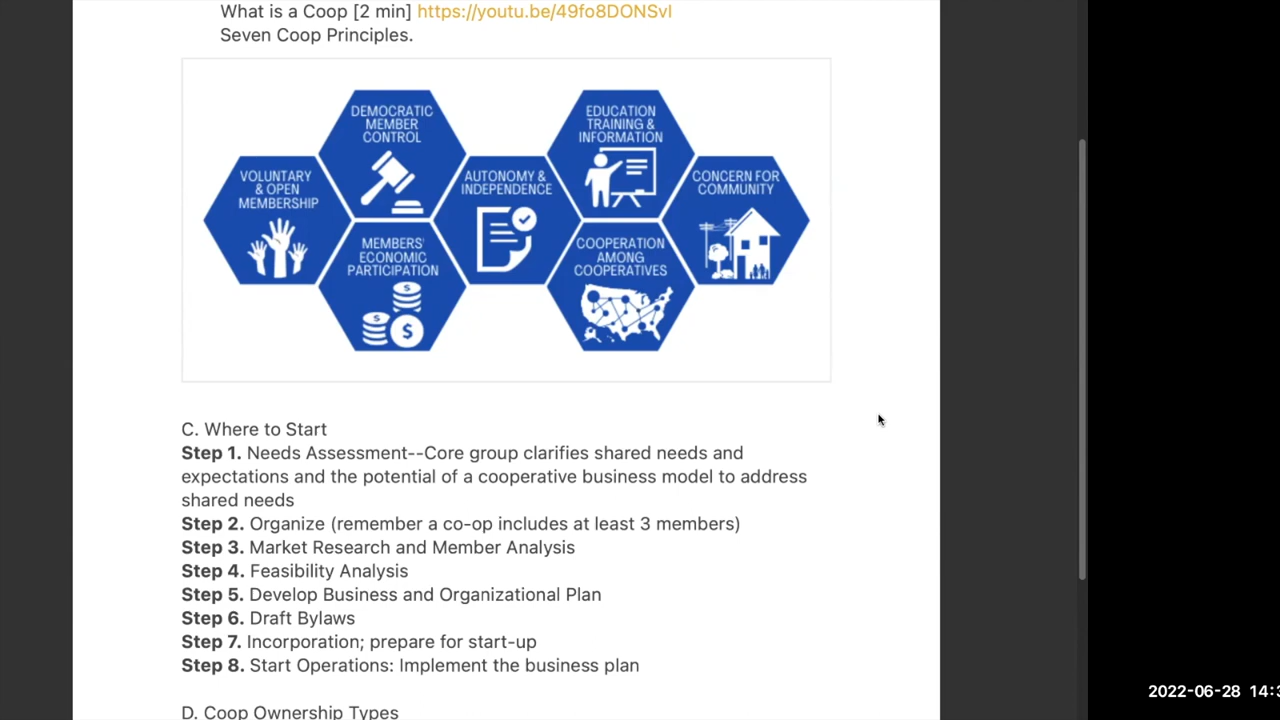 What is a Coop [2 min] https://youtu.be/49fo8DONSvI
Seven Coop Principles.
VOLUNTARY
& OPEN
MEMBERSHIP
DEMOCRATIC
MEMBER
CONTROL
MEMBERS'
ECONOMIC
PARTICIPATION
AUTONOMY &
INDEPENDENCE
EDUCATION
TRAINING &
INFORMATION
COOPERATION
AMONG
COOPERATIVES
CONCERN FOR
COMMUNITY
C. Where to Start
Step 1. Needs Assessment--Core group clarifies shared needs and
expectations and the potential of a cooperative business model to address
shared needs
Step 2. Organize (remember a co-op includes at least 3 members)
Step 3. Market Research and Member Analysis
Step 4. Feasibility Analysis
Step 5. Develop Business and Organizational Plan
Step 6. Draft Bylaws
Step 7. Incorporation; prepare for start-up
Step 8. Start Operations: Implement the business plan
D. Coop Ownership Types
2022-06-28 14:3